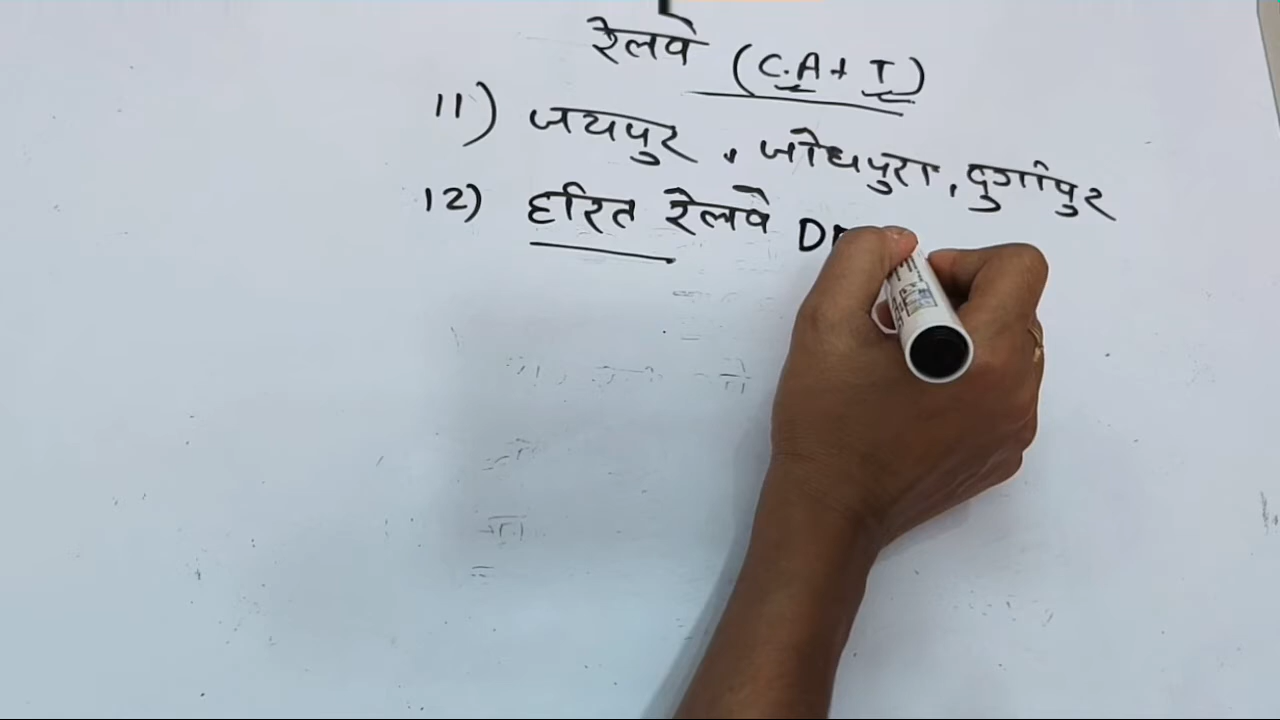 रेलवे (C.A+ T)
11) जयपुर, जोधपुरा, दुर्गापुर
12) हरित रेलवे